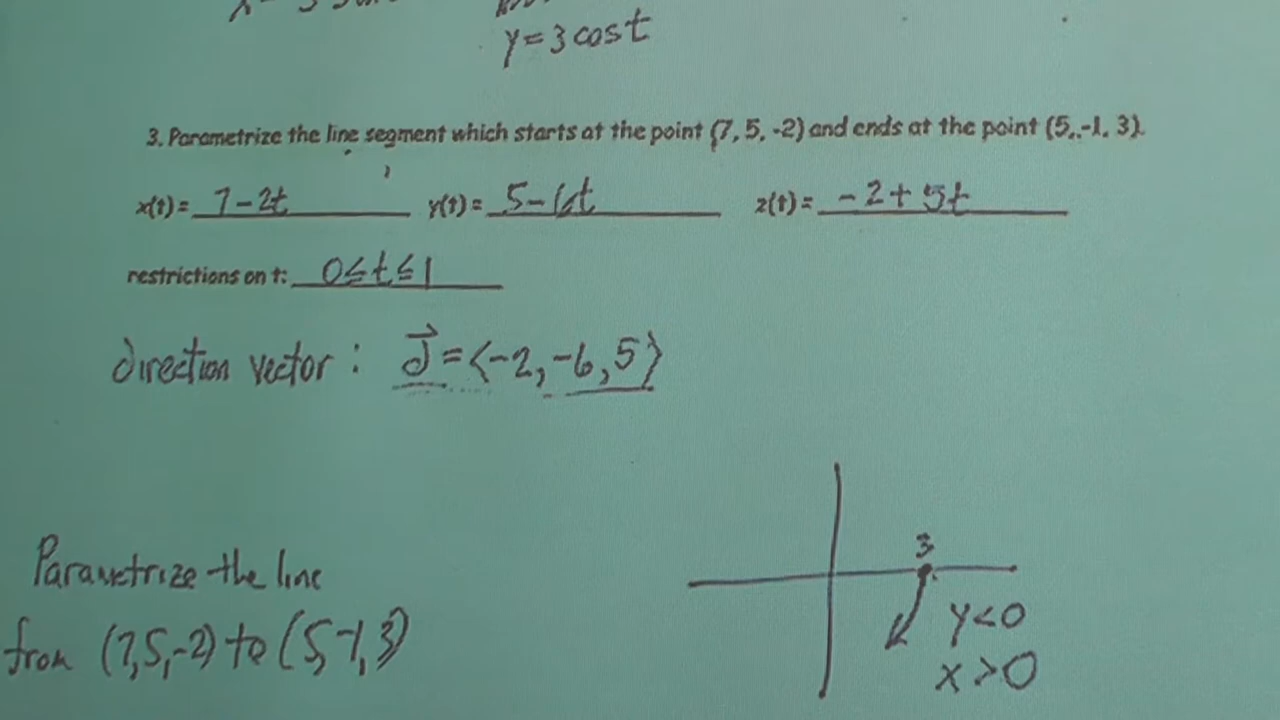 y=3cost
3. Parametrize the line segment which starts at the point (7, 5, -2) and ends at the point (5, -1, 3).
x(t) = 7-2t y(t) = 5-6t z(t) = -2+5t
restrictions on t: 0≤t≤1
direction vector : d⃗=⟨-2,-6,5⟩
3
Parametrize the line
y<0
from (7,5,-2) to (5,-1,3)
x>0